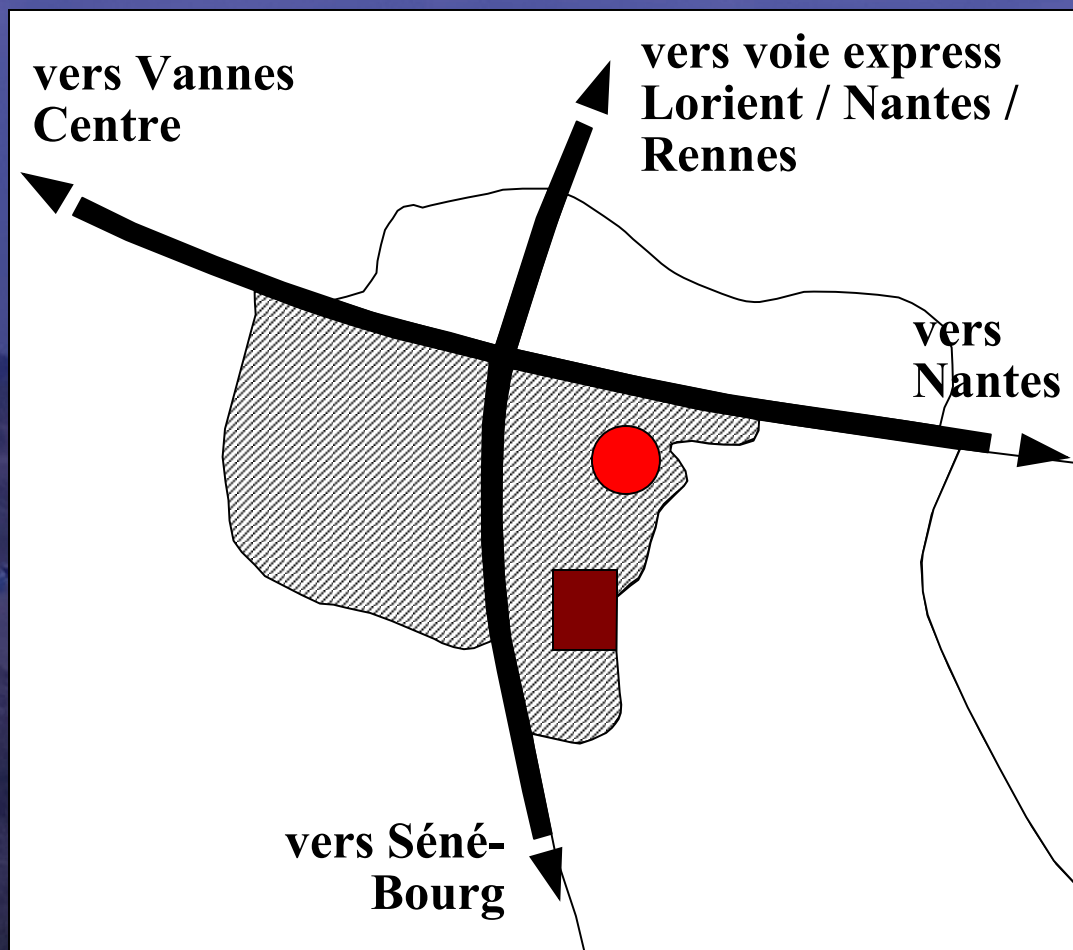 vers Vannes
Centre
vers voie express
Lorient / Nantes /
Rennes
vers
Nantes
vers Séné-
Bourg